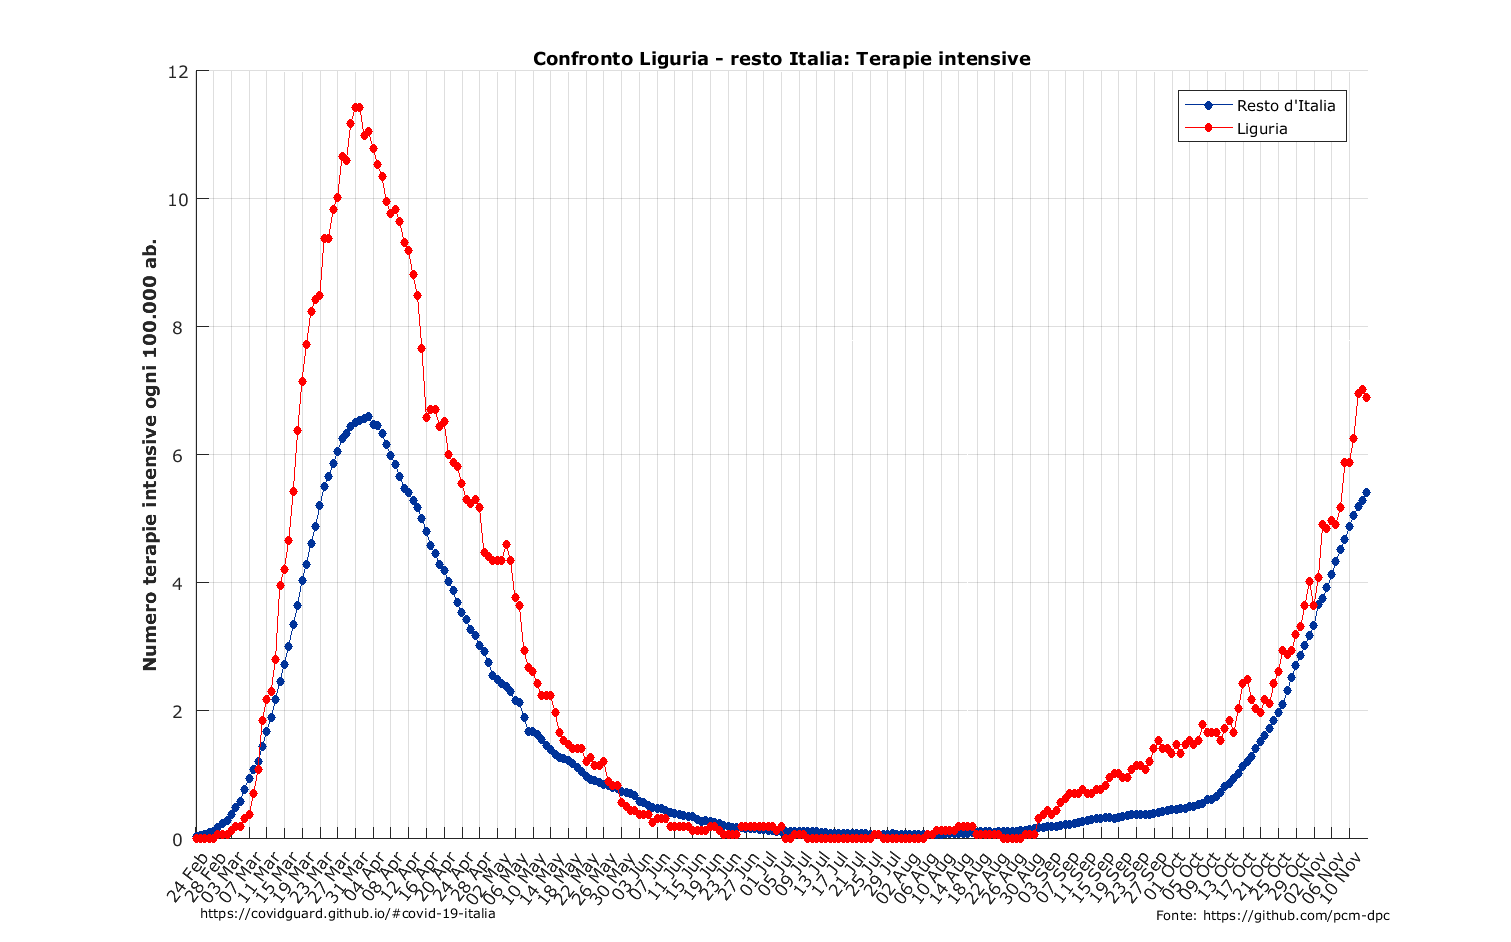 Confronto Liguria - resto Italia: Terapie intensive
Resto d'Italia
Liguria
Numero terapie intensive ogni 100.000 ab.
12
10
8
6
4
2
0
24 Feb
28 Feb
03 Mar
07 Mar
11 Mar
15 Mar
19 Mar
23 Mar
27 Mar
31 Mar
04 Apr
08 Apr
12 Apr
16 Apr
20 Apr
24 Apr
28 Apr
02 May
06 May
10 May
14 May
18 May
22 May
26 May
30 May
03 Jun
07 Jun
11 Jun
15 Jun
19 Jun
23 Jun
27 Jun
01 Jul
05 Jul
09 Jul
13 Jul
17 Jul
21 Jul
25 Jul
29 Jul
02 Aug
06 Aug
10 Aug
14 Aug
18 Aug
22 Aug
26 Aug
30 Aug
03 Sep
07 Sep
11 Sep
15 Sep
19 Sep
23 Sep
27 Sep
01 Oct
05 Oct
09 Oct
13 Oct
17 Oct
21 Oct
25 Oct
29 Oct
02 Nov
06 Nov
10 Nov
https://covidguard.github.io/#covid-19-italia
Fonte: https://github.com/pcm-dpc